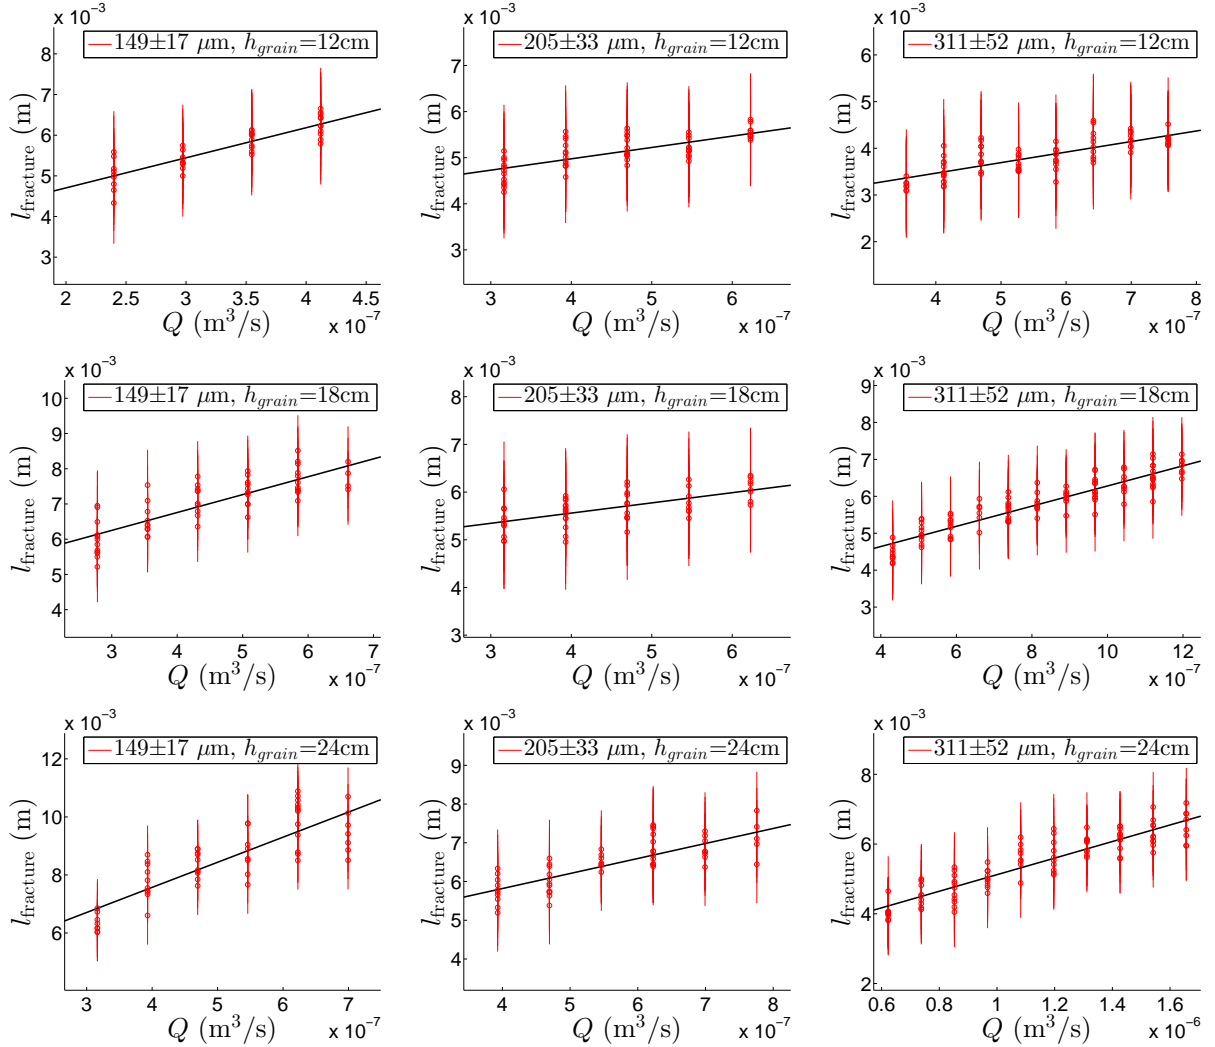 x 10⁻³ x 10⁻³ x 10⁻³
149±17 μm, h_grain=12cm 205±33 μm, h_grain=12cm 311±52 μm, h_grain=12cm
8 7 6
7 6 5
6 5 4
5 4 3
4 3 2
3
l_fracture (m) l_fracture (m) l_fracture (m)
2 2.5 3 3.5 4 4.5 3 4 5 6 4 5 6 7 8
Q (m³/s) x 10⁻⁷ Q (m³/s) x 10⁻⁷ Q (m³/s) x 10⁻⁷
x 10⁻³ x 10⁻³ x 10⁻³
149±17 μm, h_grain=18cm 205±33 μm, h_grain=18cm 311±52 μm, h_grain=18cm
10 8 9
9 7 8
8 6 7
7 5 6
6 4 5
5 3 4
4 3
l_fracture (m) l_fracture (m) l_fracture (m)
3 4 5 6 7 3 4 5 6 4 6 8 10 12
Q (m³/s) x 10⁻⁷ Q (m³/s) x 10⁻⁷ Q (m³/s) x 10⁻⁷
x 10⁻³ x 10⁻³ x 10⁻³
149±17 μm, h_grain=24cm 205±33 μm, h_grain=24cm 311±52 μm, h_grain=24cm
12 9 8
10 8 6
8 7 4
6 6 2
5
4
l_fracture (m) l_fracture (m) l_fracture (m)
3 4 5 6 7 4 5 6 7 8 0.6 0.8 1 1.2 1.4 1.6
Q (m³/s) x 10⁻⁷ Q (m³/s) x 10⁻⁷ Q (m³/s) x 10⁻⁶